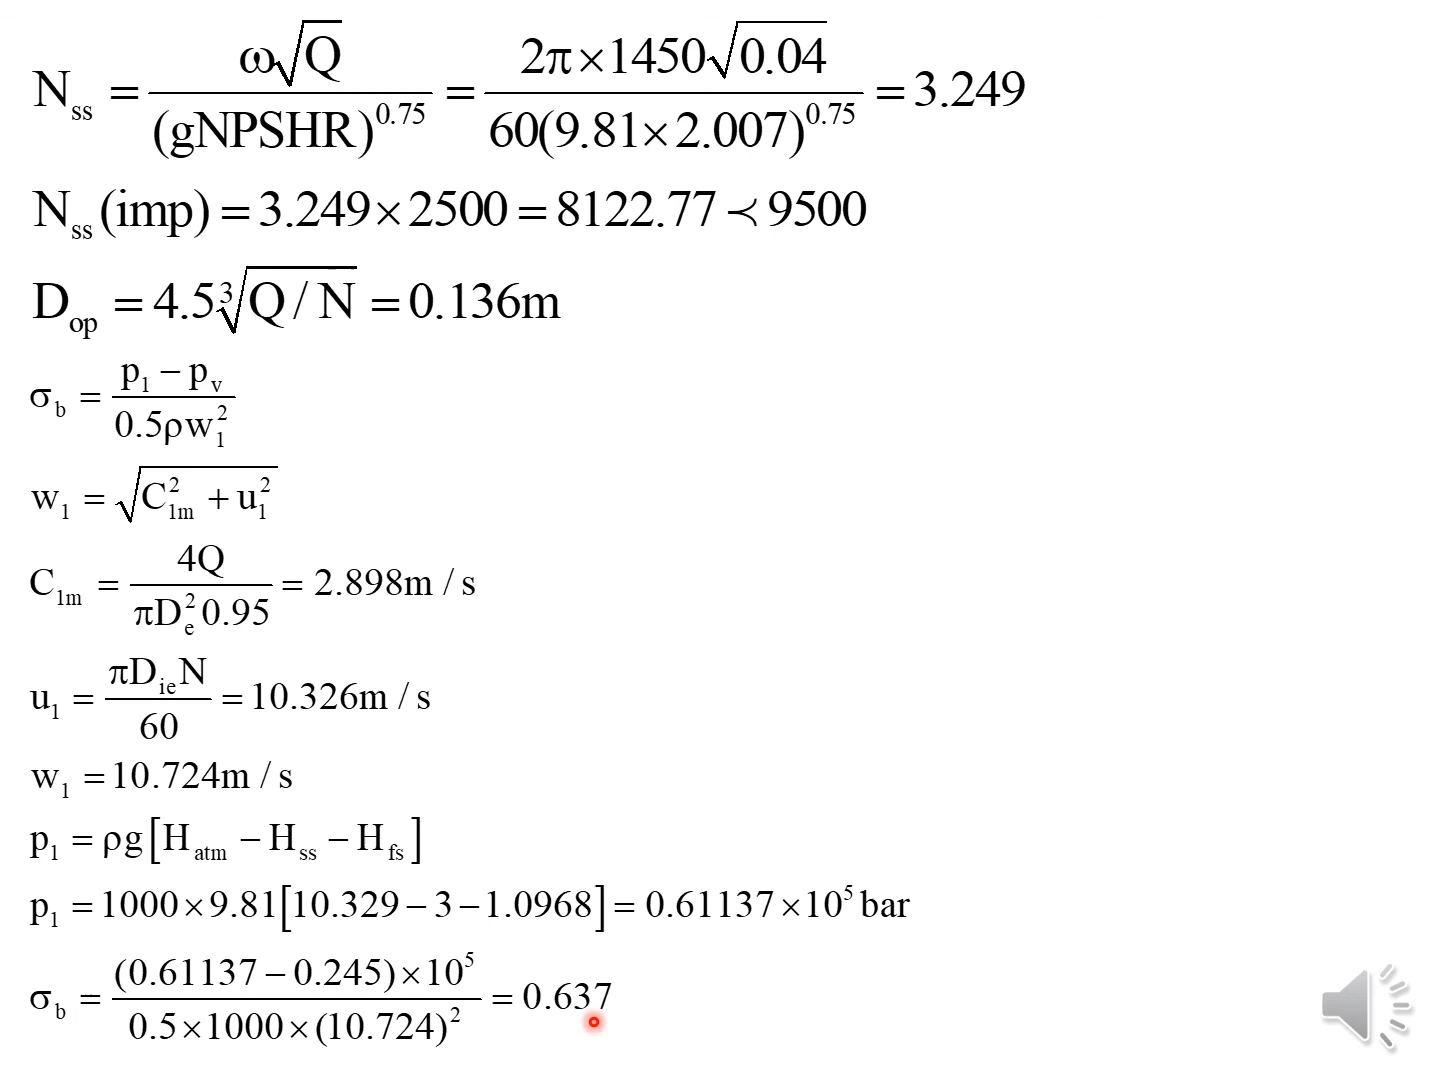 N_ss = ω√Q / (gNPSHR)^0.75 = 2π×1450√0.04 / 60(9.81×2.007)^0.75 = 3.249
N_ss (imp) = 3.249×2500 = 8122.77 ≺ 9500
D_op = 4.5∛(Q / N) = 0.136m
σ_b = (p_1 − p_v) / 0.5ρw_1^2
w_1 = √(C_1m^2 + u_1^2)
C_1m = 4Q / πD_e^2 0.95 = 2.898m / s
u_1 = πD_ie N / 60 = 10.326m / s
w_1 = 10.724m / s
p_1 = ρg[H_atm − H_ss − H_fs]
p_1 = 1000×9.81[10.329−3−1.0968] = 0.61137×10^5 bar
σ_b = (0.61137−0.245)×10^5 / 0.5×1000×(10.724)^2 = 0.637